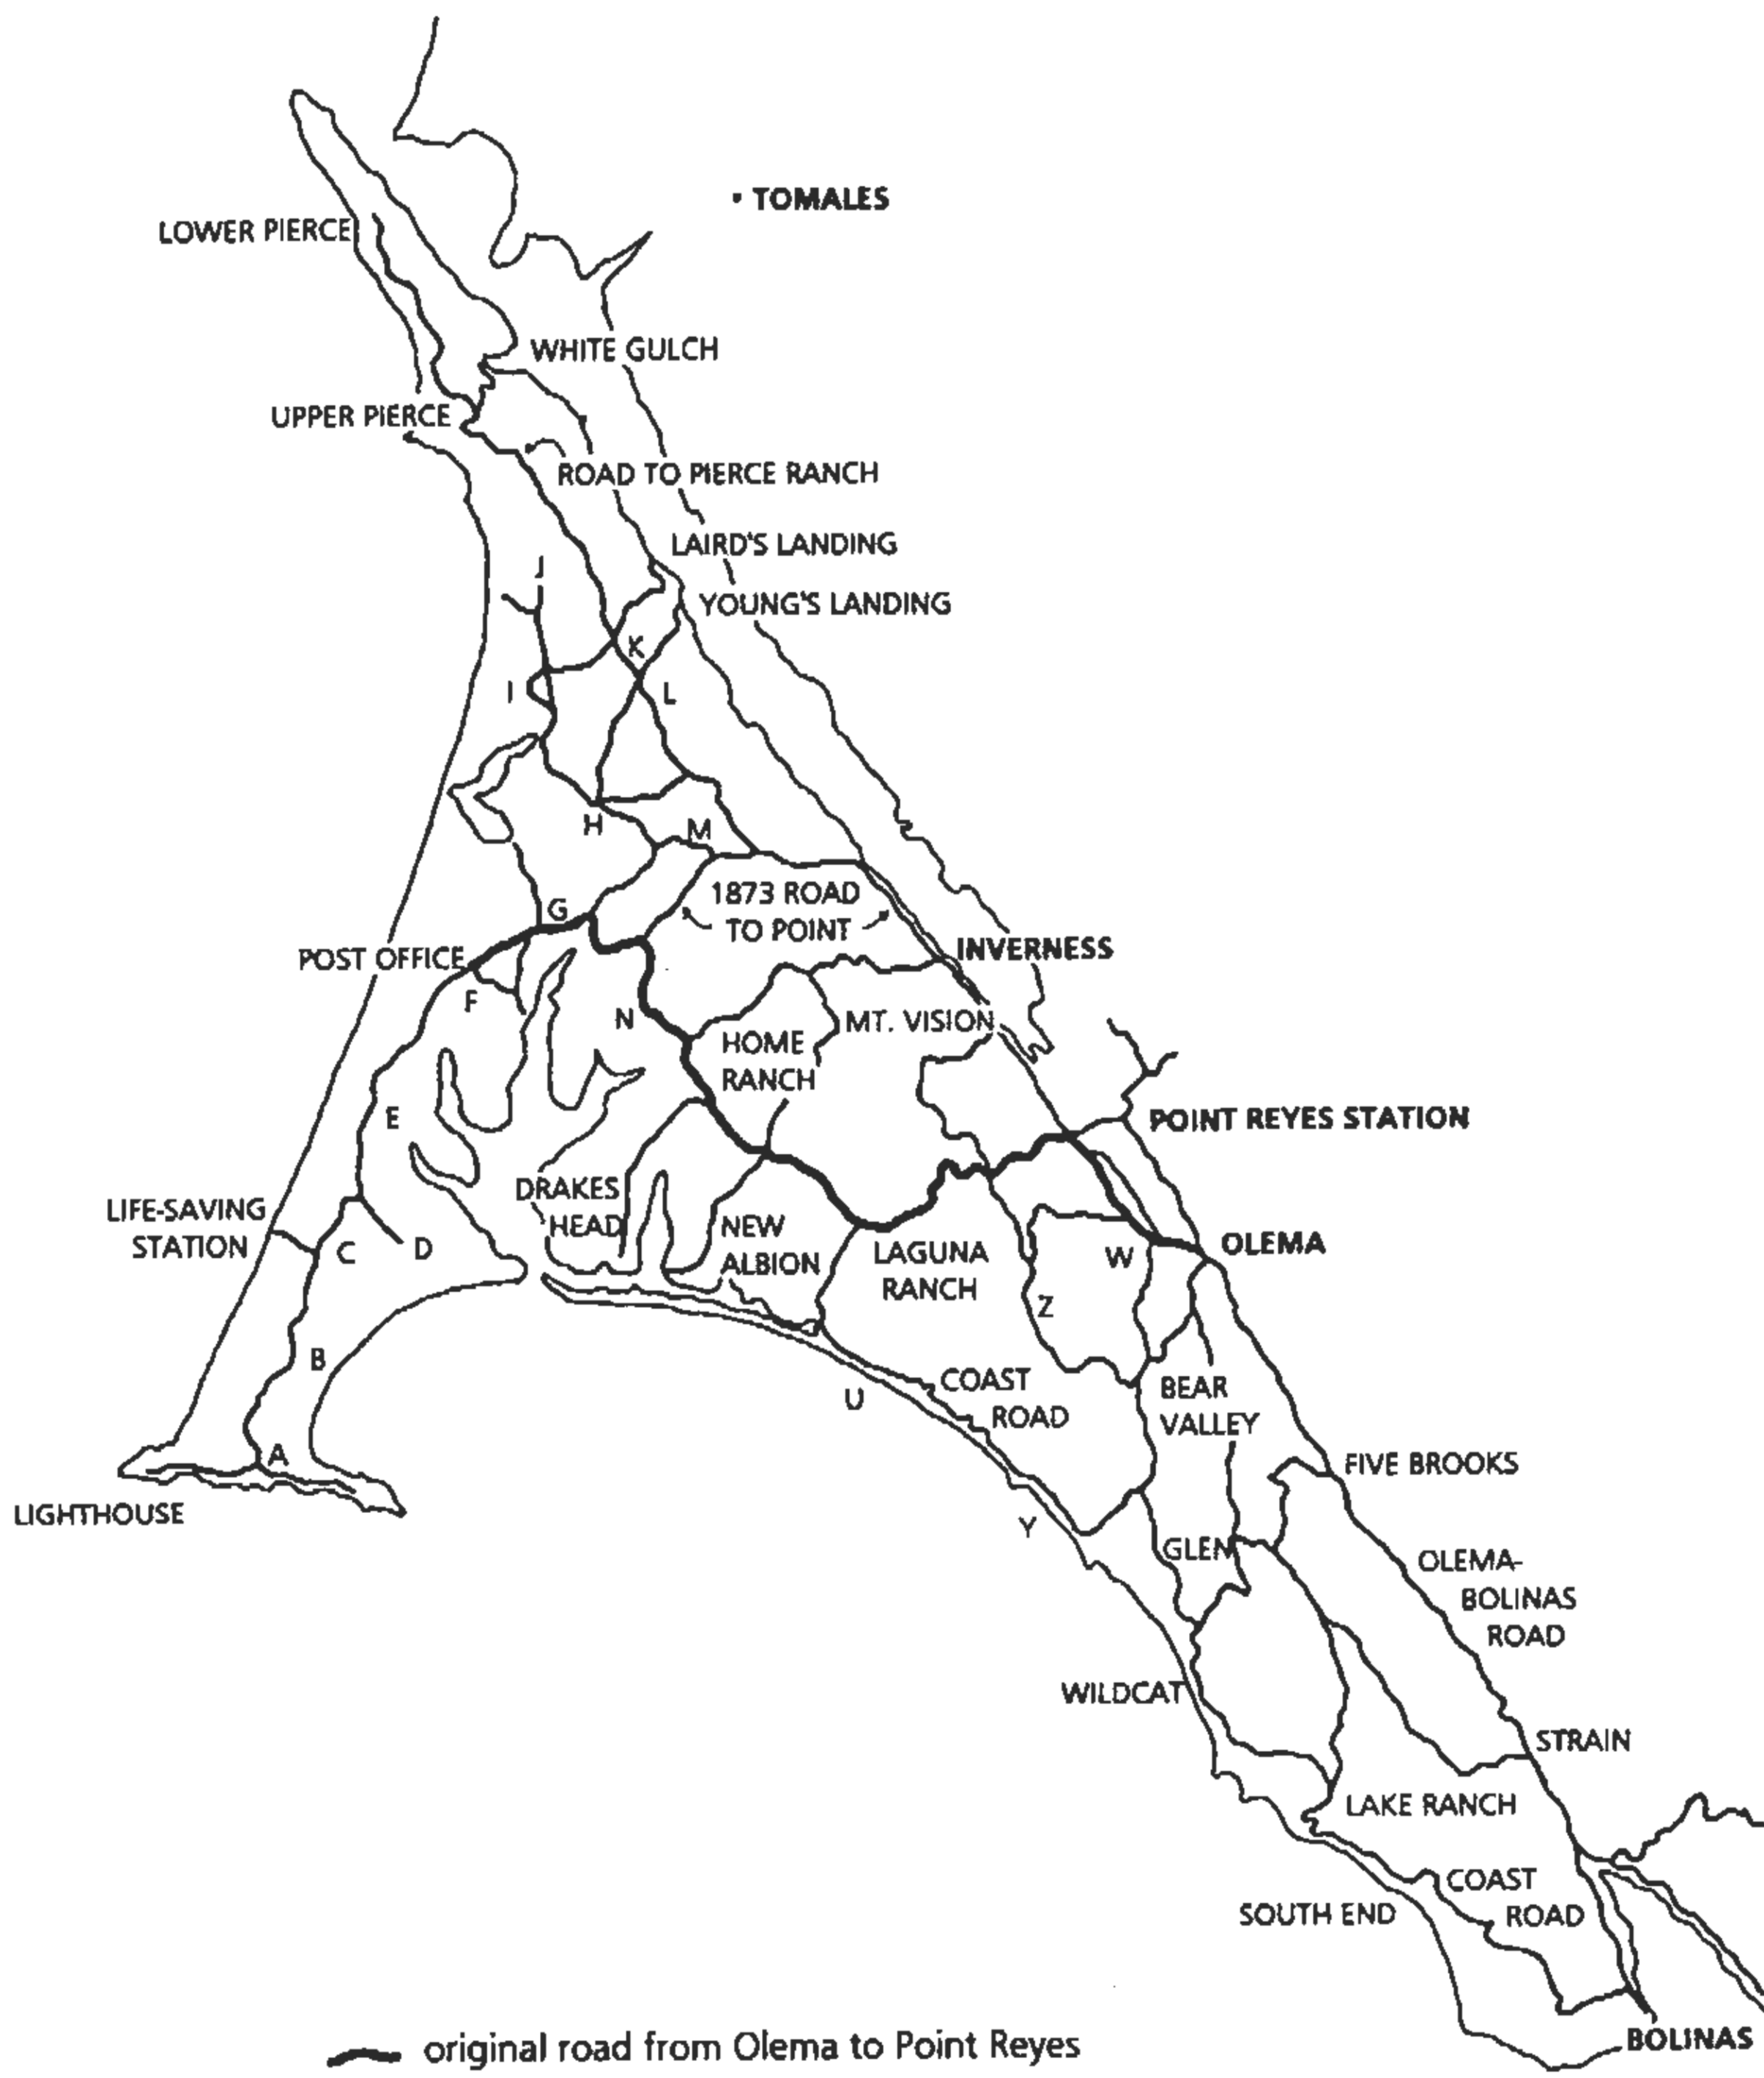 TOMALES
LOWER PIERCE
WHITE GULCH
UPPER PIERCE
ROAD TO PIERCE RANCH
LAIRD'S LANDING
J
YOUNG'S LANDING
K
I
L
H
M
1873 ROAD
TO POINT
G
POST OFFICE
INVERNESS
F
N
MT. VISION
HOME
RANCH
E
POINT REYES STATION
DRAKES
HEAD
LIFE-SAVING
STATION
C
D
NEW
ALBION
LAGUNA
RANCH
W
OLEMA
Z
B
COAST
ROAD
U
BEAR
VALLEY
A
FIVE BROOKS
LIGHTHOUSE
Y
GLEN
OLEMA-
BOLINAS
ROAD
WILDCAT
STRAIN
LAKE RANCH
COAST
ROAD
SOUTH END
BOLINAS
original road from Olema to Point Reyes